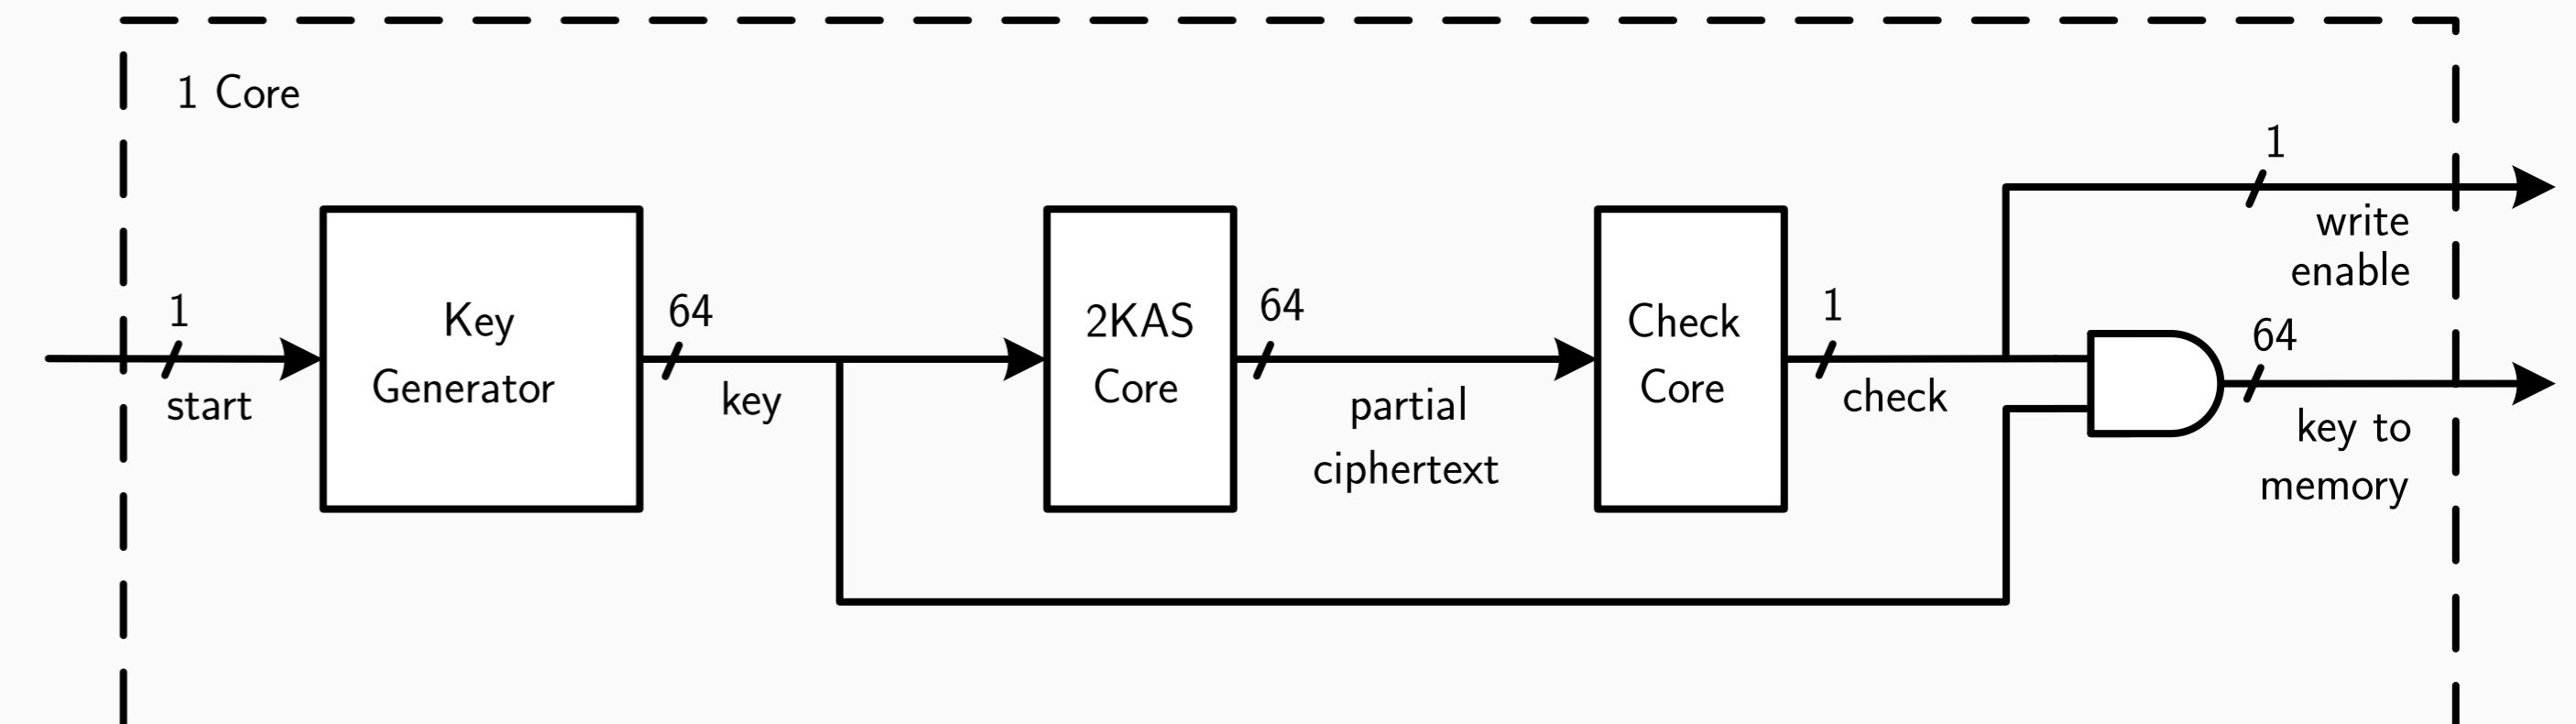 1 Core
1
start
Key
Generator
64
key
2KAS
Core
64
partial
ciphertext
Check
Core
1
check
1
write
enable
64
key to
memory